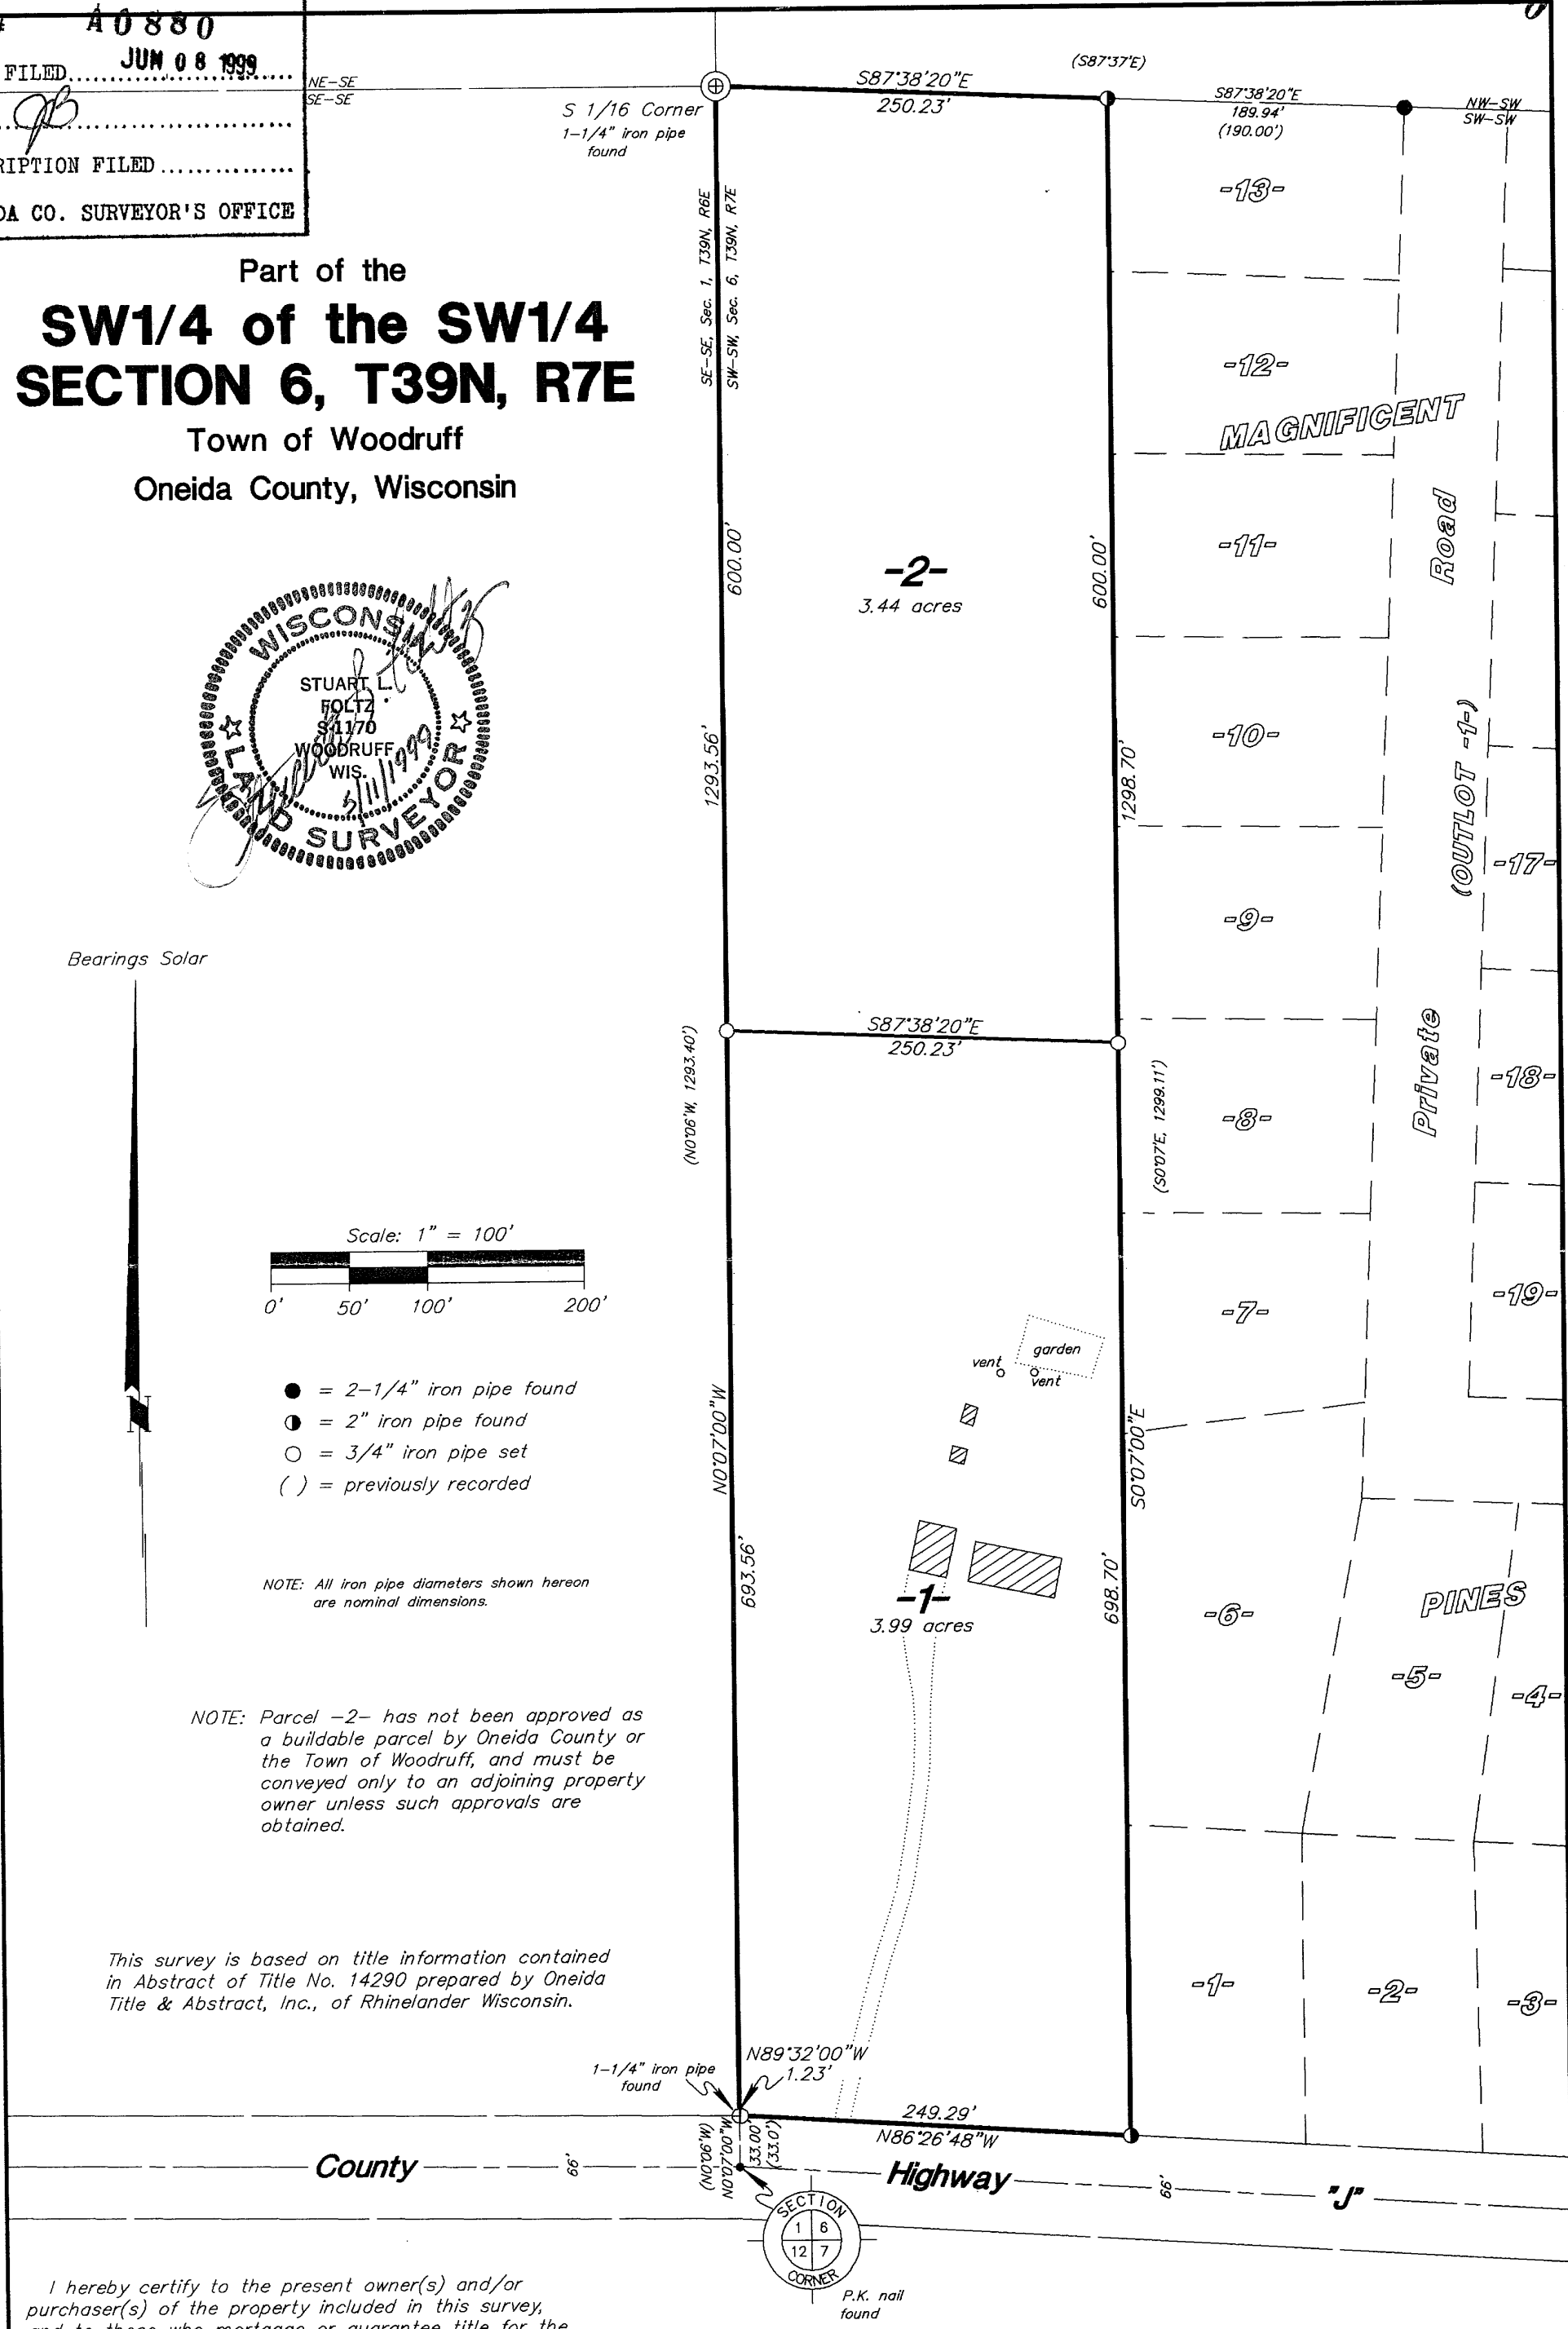 A0880
FILED JUN 08 1999
RIPTION FILED
DA CO. SURVEYOR'S OFFICE
NE-SE
SE-SE
S 1/16 Corner
1-1/4" iron pipe
found
S87°38'20"E
250.23'
(S87°37'E)
S87°38'20"E
189.94'
(190.00')
NW-SW
SW-SW
Part of the
SW1/4 of the SW1/4
SECTION 6, T39N, R7E
Town of Woodruff
Oneida County, Wisconsin
SE-SE, Sec. 1, T39N, R6E
SW-SW, Sec. 6, T39N, R7E
-13-
-12-
MAGNIFICENT
-11-
Road
600.00'
-2-
3.44 acres
600.00'
WISCONSIN
STUART L.
FOLTZ
S-1170
WOODRUFF
WIS.
5/11/1999
LAND SURVEYOR
-10-
(OUTLOT -1-)
1293.56'
1298.70'
-17-
-9-
Bearings Solar
N
S87°38'20"E
250.23'
(N0°06'W, 1293.40')
(S0°07'E, 1299.11')
Private
-18-
-8-
Scale: 1" = 100'
0' 50' 100' 200'
-7-
-19-
garden
vent
vent
= 2-1/4" iron pipe found
= 2" iron pipe found
= 3/4" iron pipe set
( ) = previously recorded
N0°07'00"W
S0°07'00"E
NOTE: All iron pipe diameters shown hereon
are nominal dimensions.
693.56'
-1-
3.99 acres
698.70'
-6-
PINES
-5-
-4-
NOTE: Parcel -2- has not been approved as
a buildable parcel by Oneida County or
the Town of Woodruff, and must be
conveyed only to an adjoining property
owner unless such approvals are
obtained.
This survey is based on title information contained
in Abstract of Title No. 14290 prepared by Oneida
Title & Abstract, Inc., of Rhinelander Wisconsin.
-1-
-2-
-3-
1-1/4" iron pipe
found
N89°32'00"W
1.23'
249.29'
N86°26'48"W
(N0°06'W)
N0°07'00"W
33.00'
(33.0')
County
66'
Highway
66'
"J"
SECTION
1 6
12 7
CORNER
P.K. nail
found
I hereby certify to the present owner(s) and/or
purchaser(s) of the property included in this survey,
and to those who mortgage or guarantee title for the